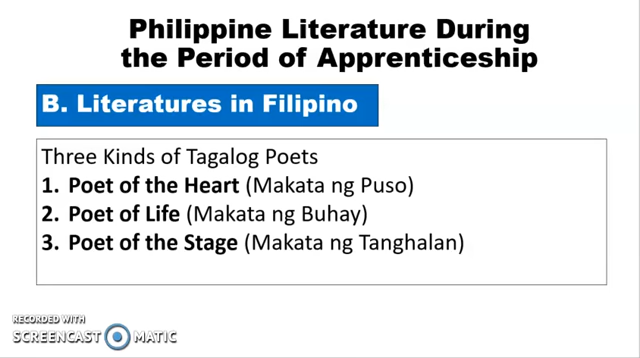 Philippine Literature During
the Period of Apprenticeship
B. Literatures in Filipino
Three Kinds of Tagalog Poets
1. Poet of the Heart (Makata ng Puso)
2. Poet of Life (Makata ng Buhay)
3. Poet of the Stage (Makata ng Tanghalan)
RECORDED WITH
SCREENCAST MATIC